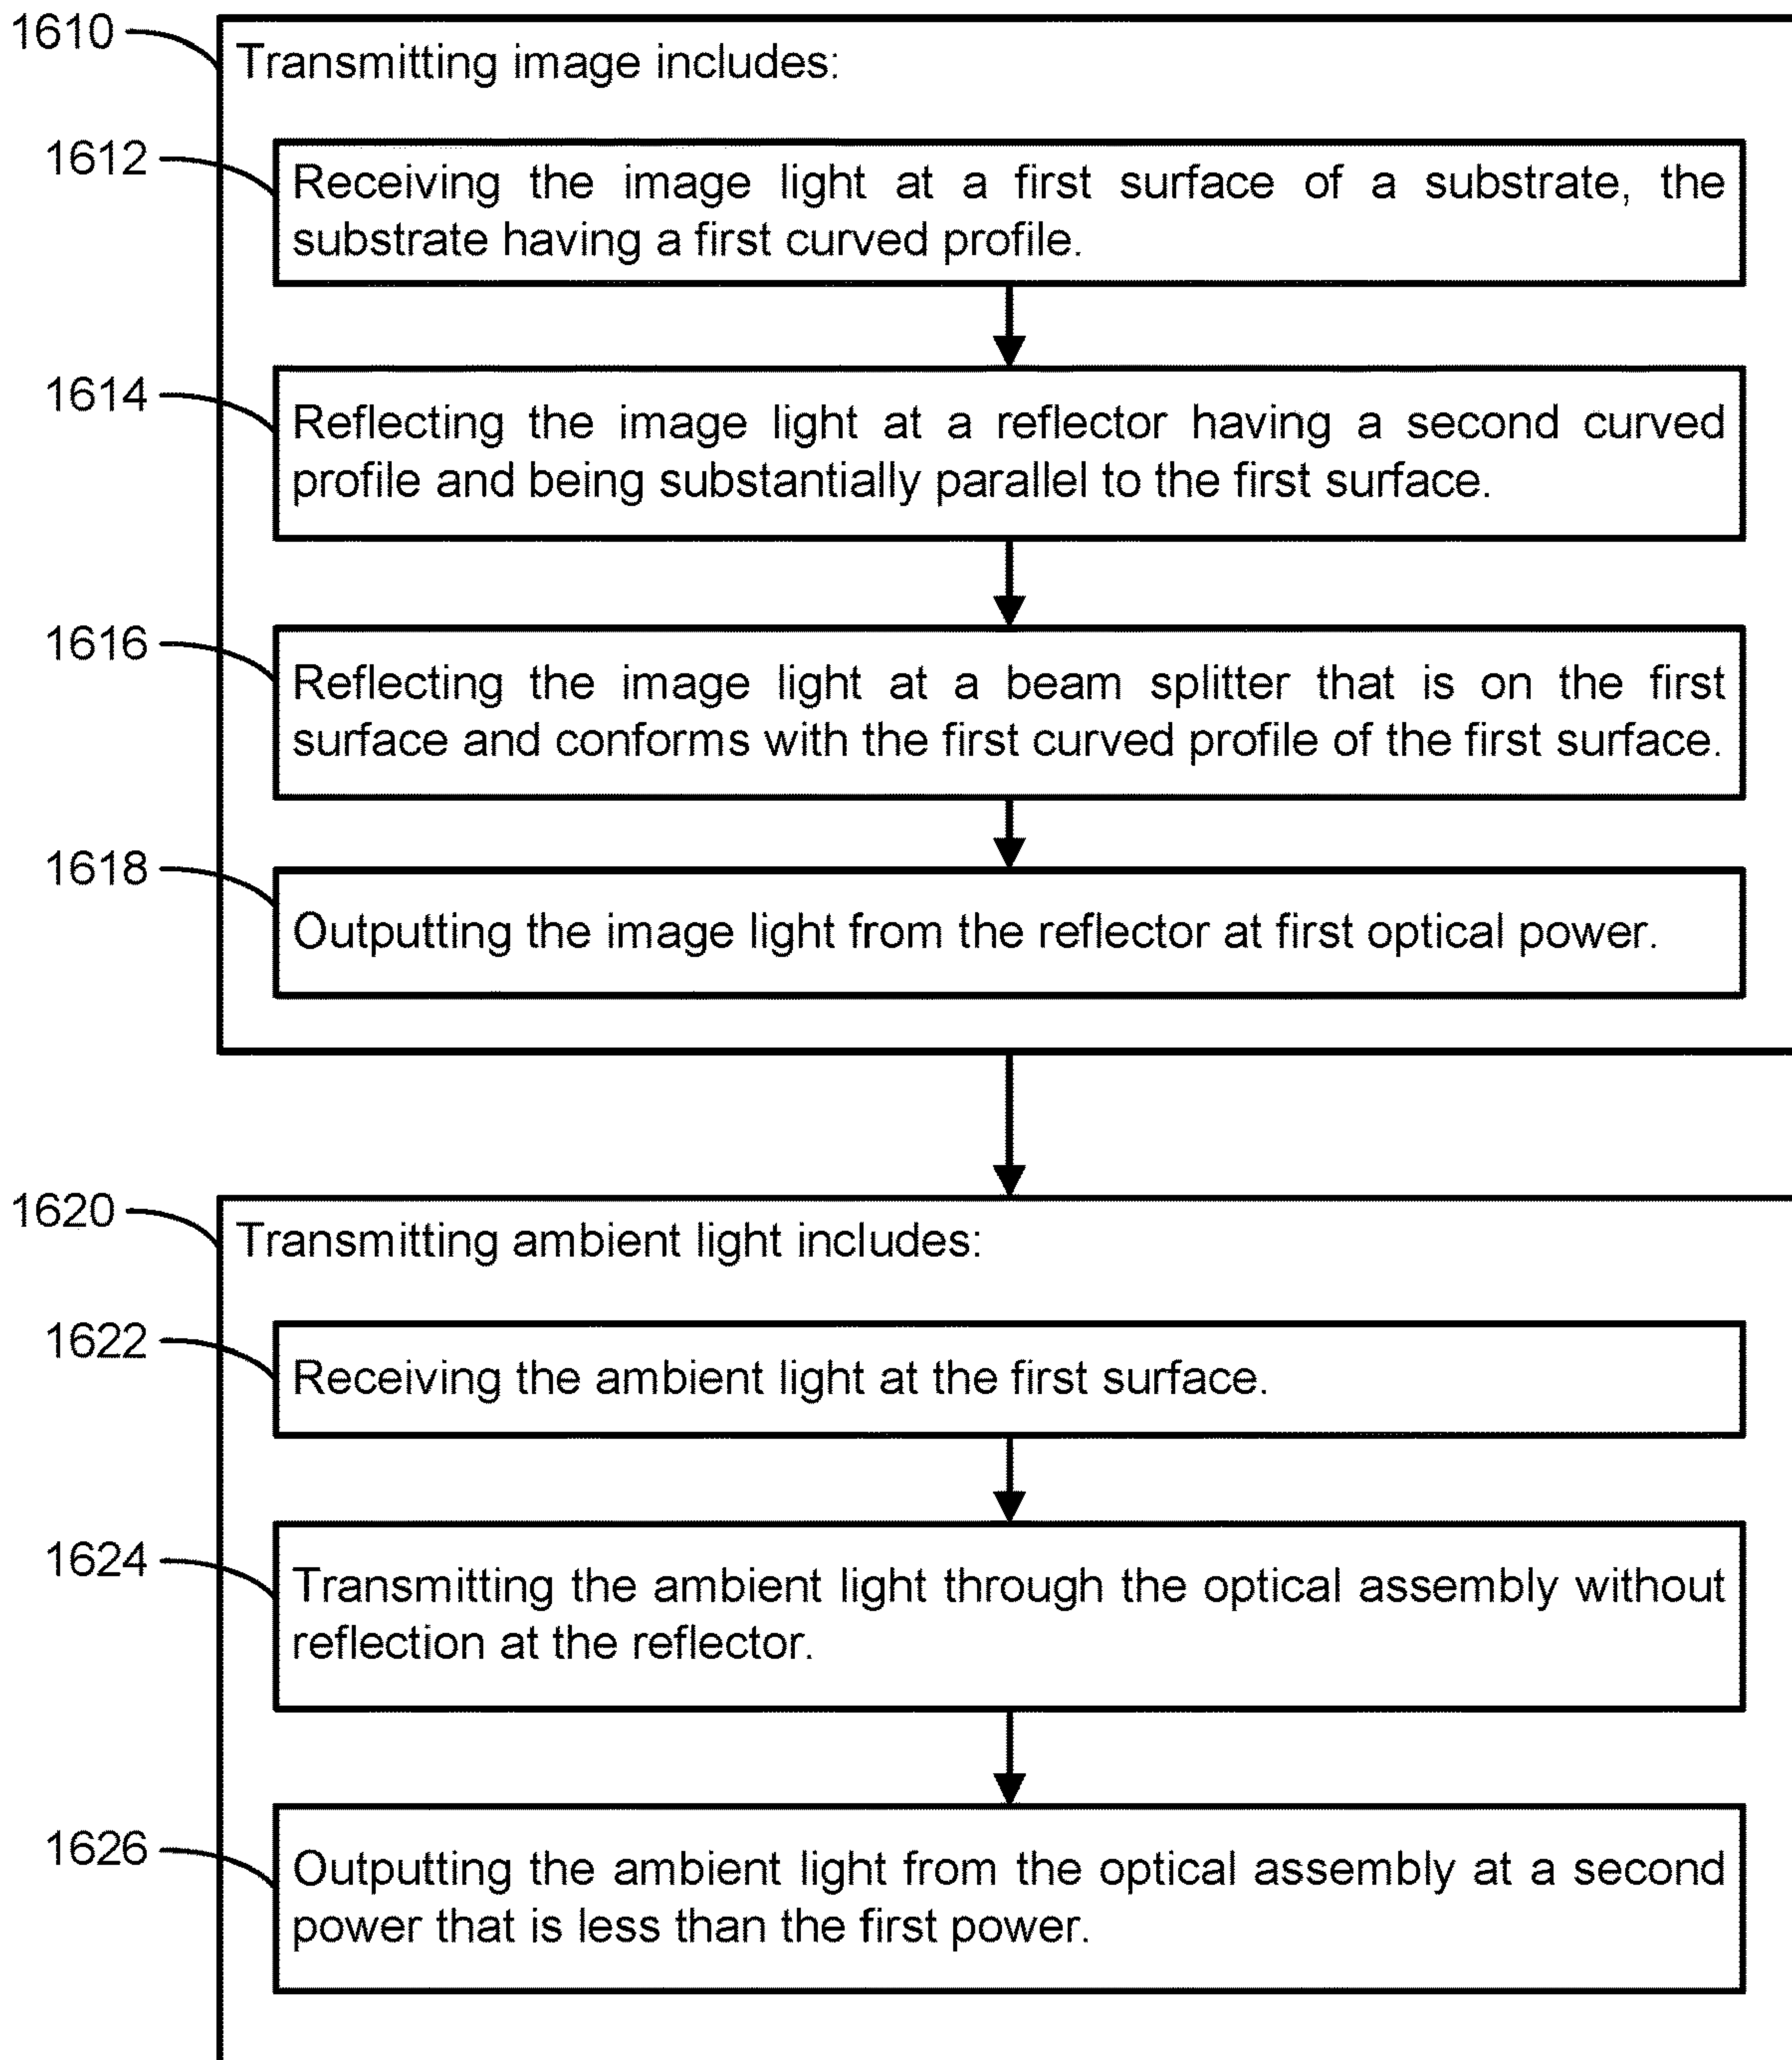 1610
Transmitting image includes:
1612
Receiving the image light at a first surface of a substrate, the
substrate having a first curved profile.
1614
Reflecting the image light at a reflector having a second curved
profile and being substantially parallel to the first surface.
1616
Reflecting the image light at a beam splitter that is on the first
surface and conforms with the first curved profile of the first surface.
1618
Outputting the image light from the reflector at first optical power.
1620
Transmitting ambient light includes:
1622
Receiving the ambient light at the first surface.
1624
Transmitting the ambient light through the optical assembly without
reflection at the reflector.
1626
Outputting the ambient light from the optical assembly at a second
power that is less than the first power.